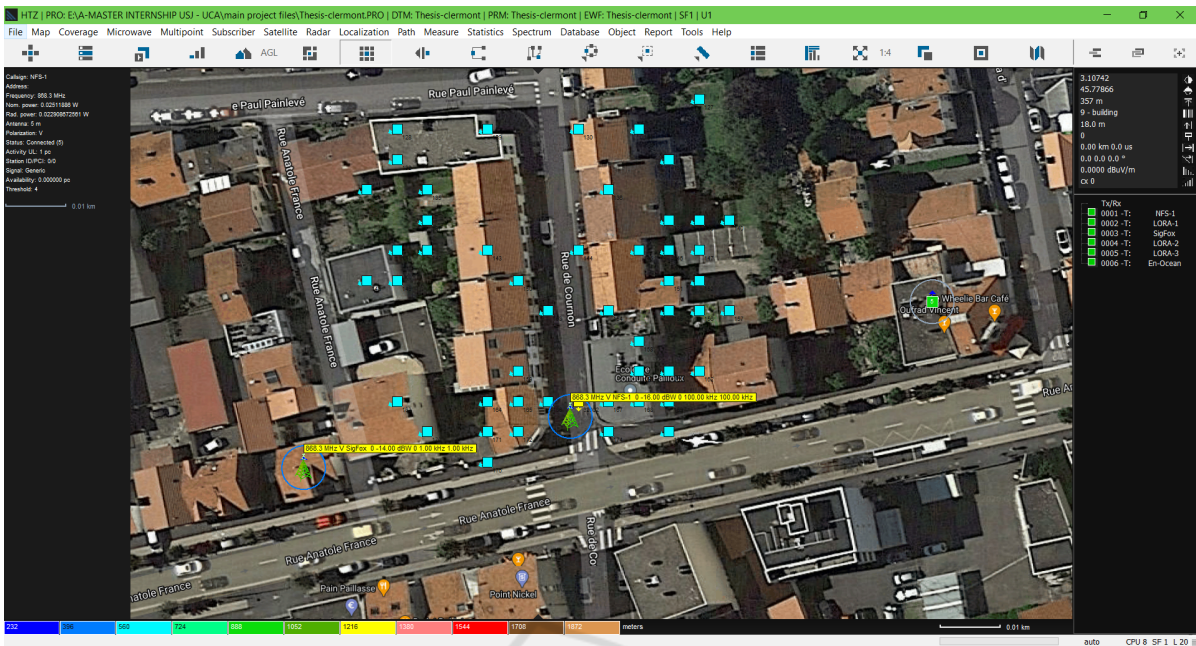 HTZ | PRO: E:\A-MASTER INTERNSHIP USJ - UCA\main project files\Thesis-clermont.PRO | DTM: Thesis-clermont | PRM: Thesis-clermont | EWF: Thesis-clermont | SF1 | U1
File Map Coverage Microwave Multipoint Subscriber Satellite Radar Localization Path Measure Statistics Spectrum Database Object Report Tools Help
AGL
1:4
Callsign: NFS-1
Address:
Frequency: 868.3 MHz
Nom. power: 0.02511886 W
Rad. power: 0.022908672561 W
Antenna: 5 m
Polarization: V
Status: Connected (5)
Activity UL: 1 pc
Station ID/PCI: 0/0
Signal: Generic
Availability: 0.000000 pc
Threshold: 4
0.01 km
3.10742
45.77866
357 m
9 - building
18.0 m
0
0.00 km 0.0 us
0.0 0.0 0.0 °
0.0000 dBuV/m
cx 0
Tx/Rx
0001 -T: NFS-1
0002 -T: LORA-1
0003 -T: SigFox
0004 -T: LORA-2
0005 -T: LORA-3
0006 -T: En-Ocean
e Paul Painlevé
Rue Paul Painlevé
Rue Anatole France
Rue Anatole France
Rue de Cournon
Wheelie Bar Café
Outrad Vincent
Conduite Pailloux
868.3 MHz V NFS-1 0 -16.00 dBW 0 100.00 kHz 100.00 kHz
868.3 MHz V SigFox 0 -14.00 dBW 0 1.00 kHz 1.00 kHz
Rue A
Rue Anatole France
Rue Anatole France
Rue de Co
atole France
Pain Paillasse
Point Nickel
232 396 560 724 888 1052 1216 1380 1544 1708 1872 meters
0.01 km
auto CPU 8 SF 1 L 20